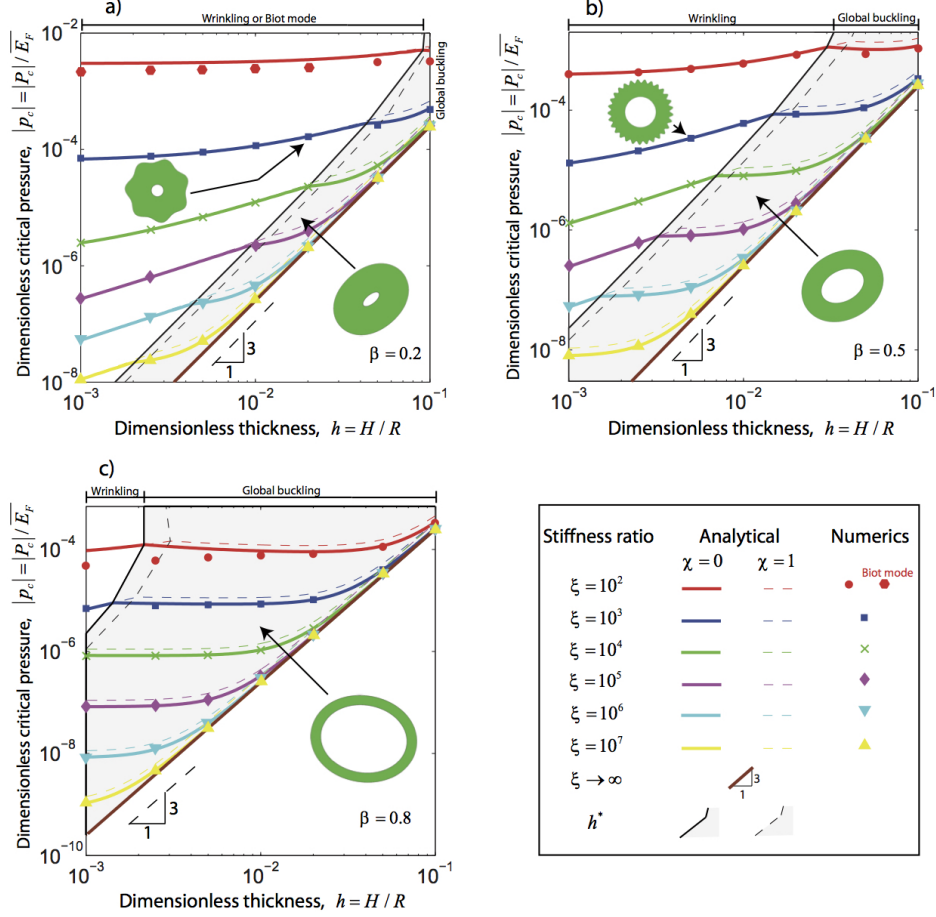 a)
Wrinkling or Biot mode
Global buckling
Dimensionless critical pressure, |p_c| = |P_c| / \overline{E_F}
10^{-2}
10^{-4}
10^{-6}
10^{-8}
3
1
β = 0.2
10^{-3} 10^{-2} 10^{-1}
Dimensionless thickness, h = H / R
b)
Wrinkling Global buckling
Dimensionless critical pressure, |p_c| = |P_c| / \overline{E_F}
10^{-4}
10^{-6}
10^{-8}
3
1
β = 0.5
10^{-3} 10^{-2} 10^{-1}
Dimensionless thickness, h = H / R
c)
Wrinkling Global buckling
Dimensionless critical pressure, |p_c| = |P_c| / \overline{E_F}
10^{-4}
10^{-6}
10^{-8}
10^{-10}
3
1
β = 0.8
10^{-3} 10^{-2} 10^{-1}
Dimensionless thickness, h = H / R
Stiffness ratio Analytical Numerics
χ = 0 χ = 1
Biot mode
ξ = 10^2
ξ = 10^3
ξ = 10^4
ξ = 10^5
ξ = 10^6
ξ = 10^7
ξ → ∞
3
1
h^*